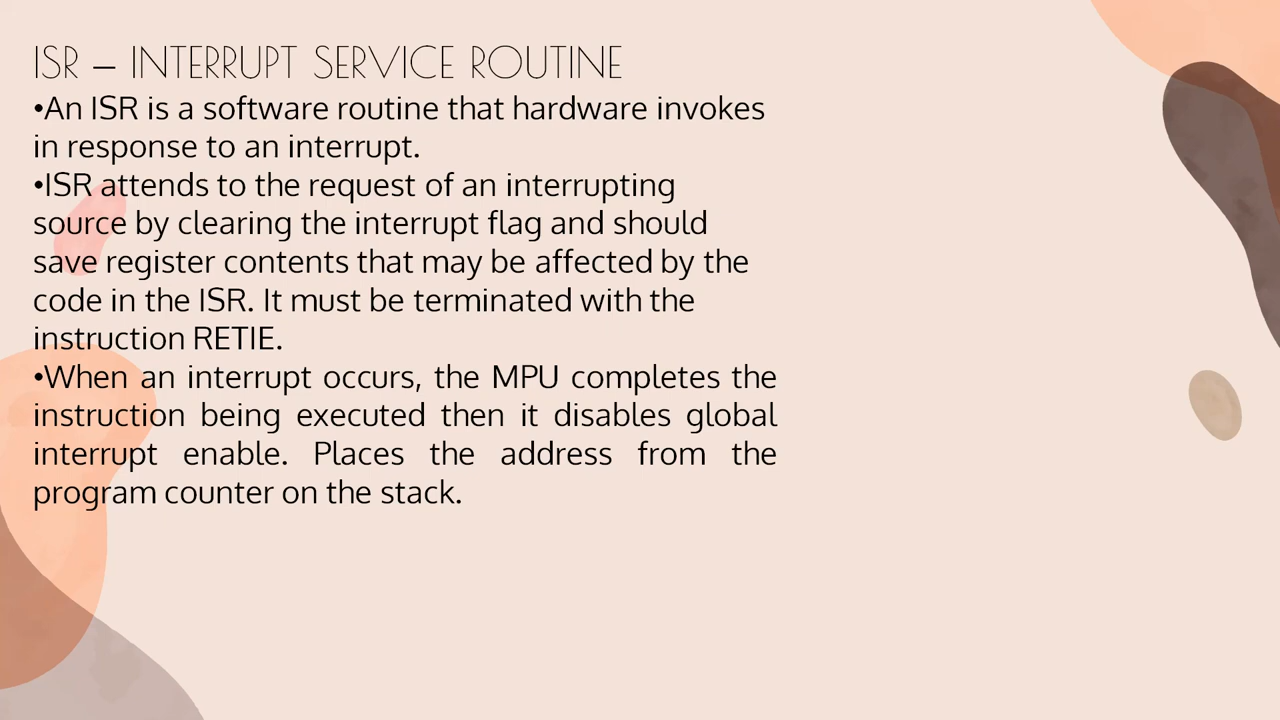 ISR – INTERRUPT SERVICE ROUTINE
•An ISR is a software routine that hardware invokes
in response to an interrupt.
•ISR attends to the request of an interrupting
source by clearing the interrupt flag and should
save register contents that may be affected by the
code in the ISR. It must be terminated with the
instruction RETIE.
•When an interrupt occurs, the MPU completes the
instruction being executed then it disables global
interrupt enable. Places the address from the
program counter on the stack.